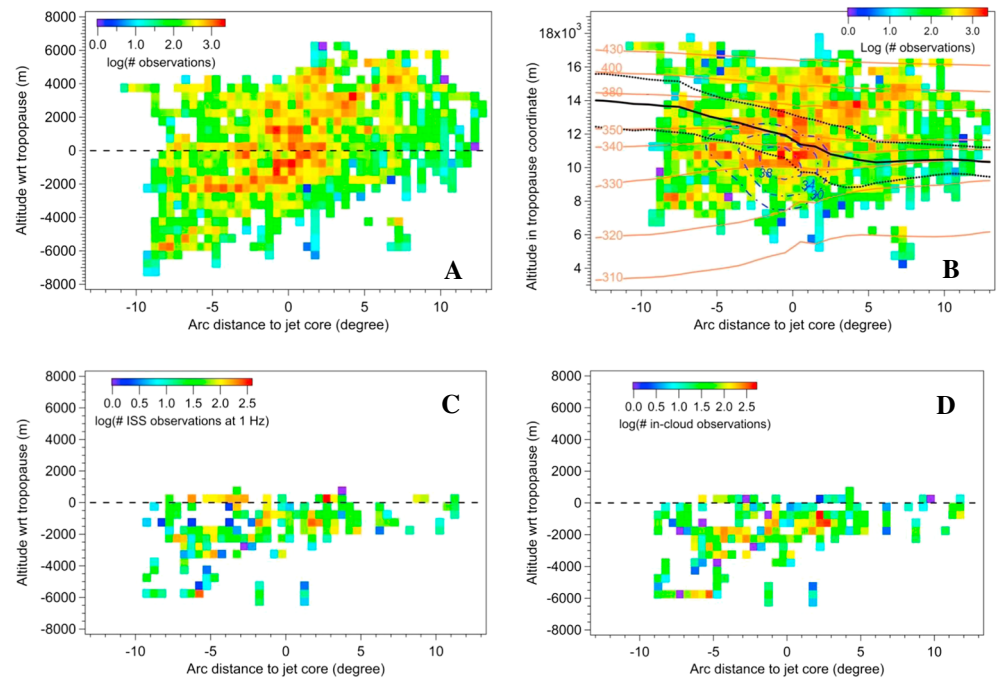 8000
6000
4000
2000
0
-2000
-4000
-6000
-8000
Altitude wrt tropopause (m)
0.0 1.0 2.0 3.0
log(# observations)
A
-10 -5 0 5 10
Arc distance to jet core (degree)
18x10³
16
14
12
10
8
6
4
Altitude in tropopause coordinate (m)
0.0 1.0 2.0 3.0
Log (# observations)
430
400
380
350
340
330
320
310
38
34
30
B
-10 -5 0 5 10
Arc distance to jet core (degree)
8000
6000
4000
2000
0
-2000
-4000
-6000
-8000
Altitude wrt tropopause (m)
0.0 0.5 1.0 1.5 2.0 2.5
log(# ISS observations at 1 Hz)
C
-10 -5 0 5 10
Arc distance to jet core (degree)
8000
6000
4000
2000
0
-2000
-4000
-6000
-8000
Altitude wrt tropopause (m)
0.0 0.5 1.0 1.5 2.0 2.5
log(# in-cloud observations)
D
-10 -5 0 5 10
Arc distance to jet core (degree)